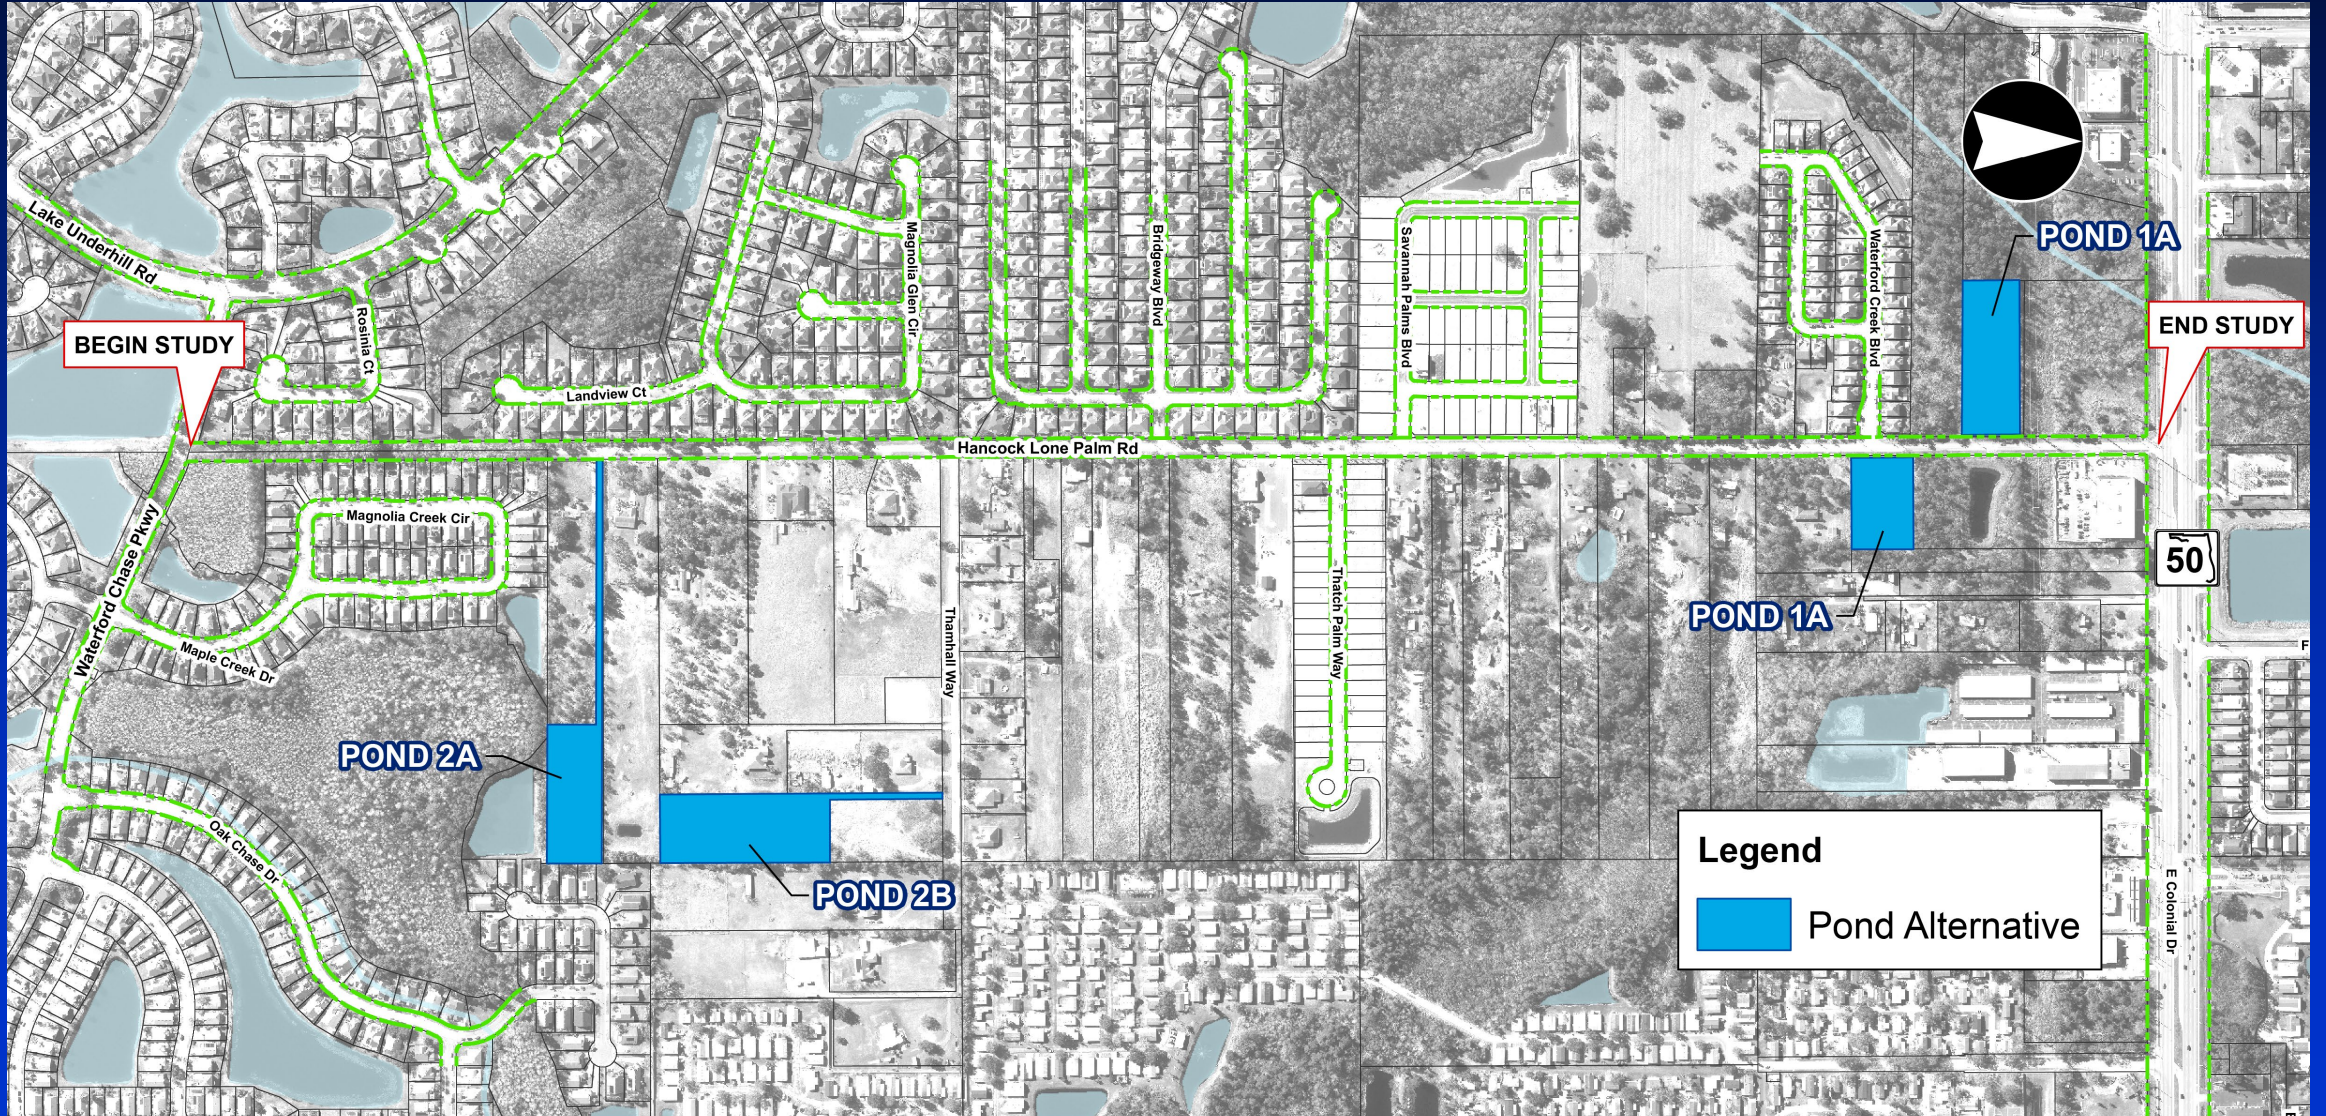 Lake Underhill Rd
BEGIN STUDY
Rosinia Ct
Landview Ct
Magnolia Glen Cir
Bridgeway Blvd
Savannah Palms Blvd
Waterford Creek Blvd
POND 1A
END STUDY
Hancock Lone Palm Rd
Magnolia Creek Cir
Waterford Chase Pkwy
Maple Creek Dr
Thamhall Way
Thatch Palm Way
POND 1A
50
F
POND 2A
Oak Chase Dr
POND 2B
Legend
Pond Alternative
E Colonial Dr